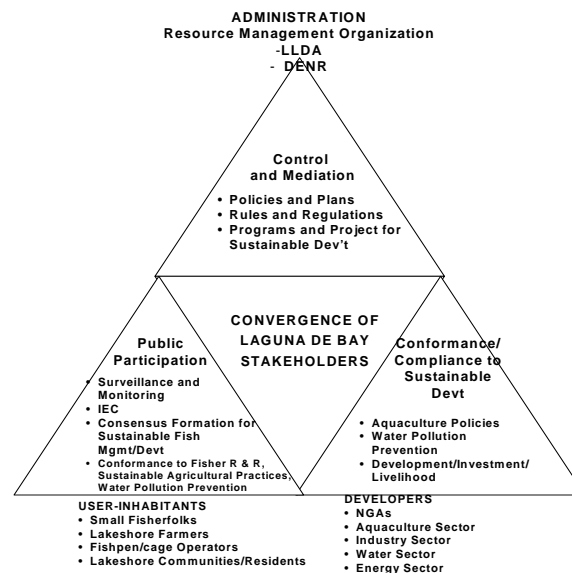 ADMINISTRATION
Resource Management Organization
-LLDA
- DENR
Control
and Mediation
• Policies and Plans
• Rules and Regulations
• Programs and Project for
Sustainable Dev't
CONVERGENCE OF
LAGUNA DE BAY
STAKEHOLDERS
Public
Participation
• Surveillance and
Monitoring
• IEC
• Consensus Formation for
Sustainable Fish
Mgmt/Devt
• Conformance to Fisher R & R,
Sustainable Agricultural Practices,
Water Pollution Prevention
Conformance/
Compliance to
Sustainable
Devt
• Aquaculture Policies
• Water Pollution
Prevention
• Development/Investment/
Livelihood
USER-INHABITANTS
• Small Fisherfolks
• Lakeshore Farmers
• Fishpen/cage Operators
• Lakeshore Communities/Residents
DEVELOPERS
• NGAs
• Aquaculture Sector
• Industry Sector
• Water Sector
• Energy Sector